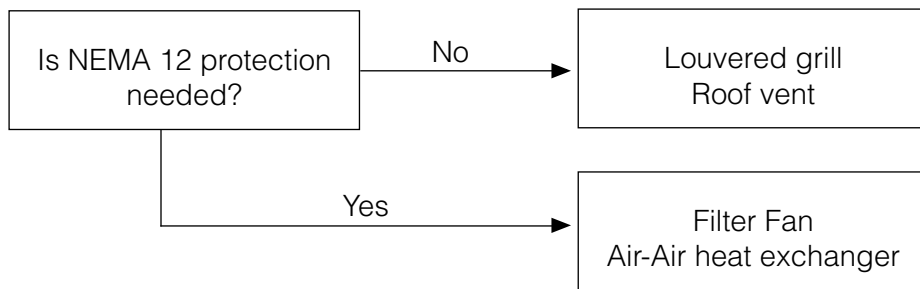 Is NEMA 12 protection
needed?
No
Louvered grill
Roof vent
Yes
Filter Fan
Air-Air heat exchanger